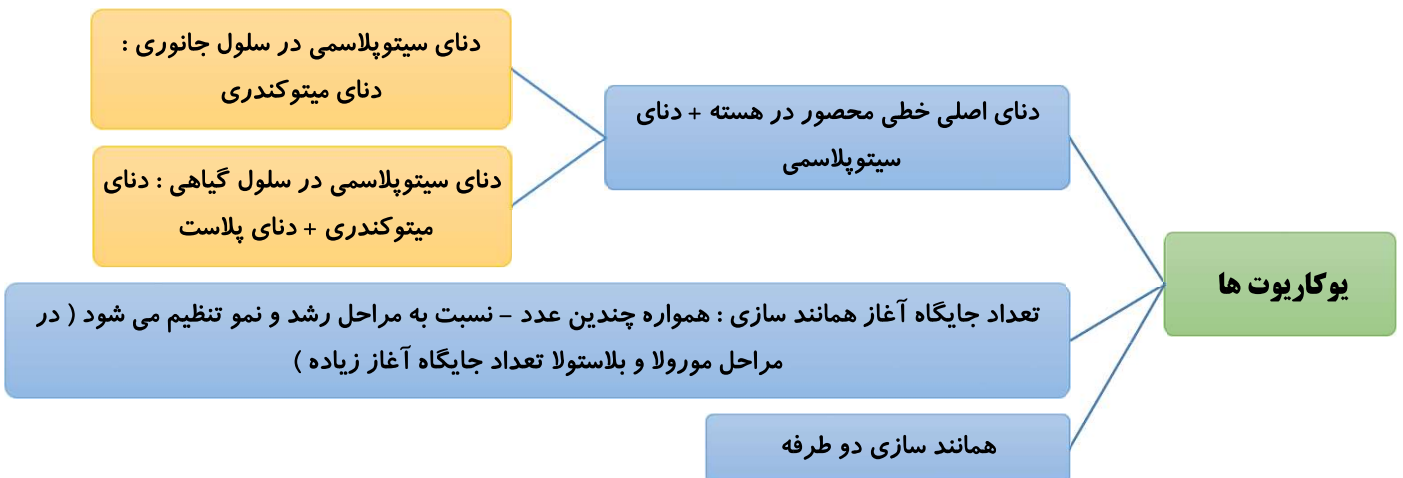 یوکاریوت ها
دنای اصلی خطی محصور در هسته + دنای
سیتوپلاسمی
دنای سیتوپلاسمی در سلول جانوری :
دنای میتوکندری
دنای سیتوپلاسمی در سلول گیاهی : دنای
میتوکندری + دنای پلاست
تعداد جایگاه آغاز همانند سازی : همواره چندین عدد – نسبت به مراحل رشد و نمو تنظیم می شود ( در
مراحل مورولا و بلاستولا تعداد جایگاه آغاز زیاده )
همانند سازی دو طرفه